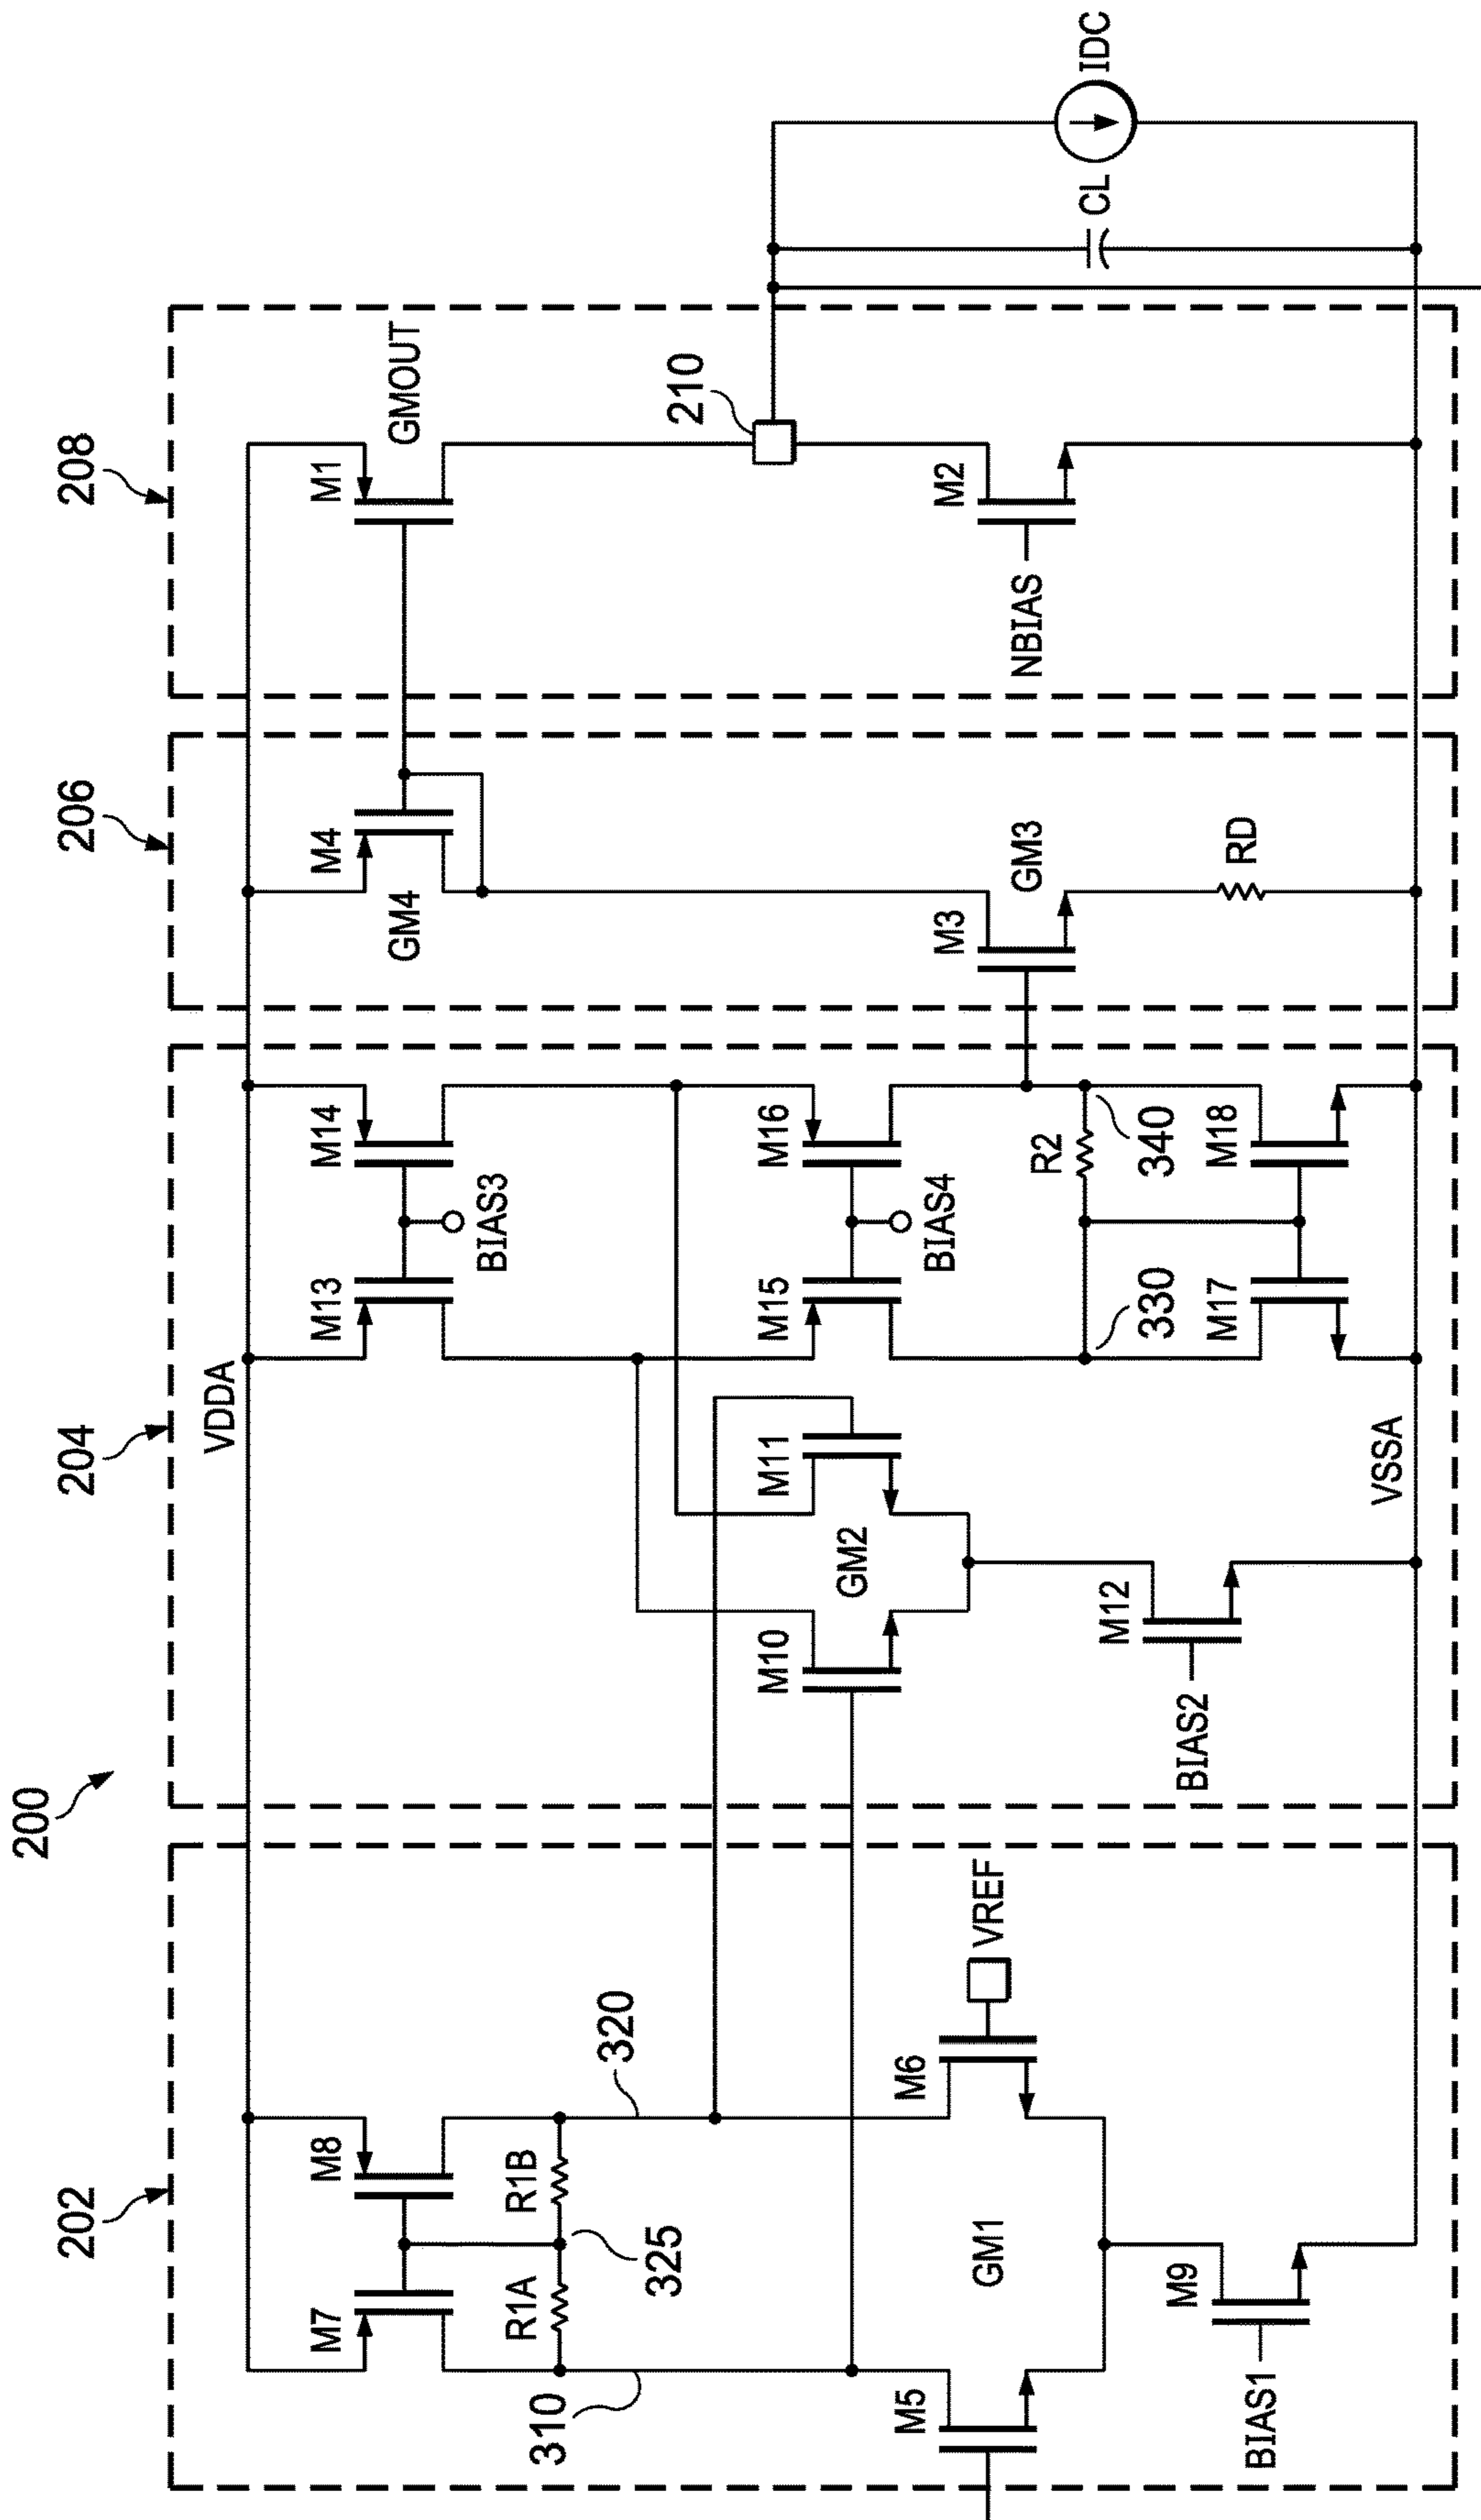 200
202
204
206
208
VDDA
M7
M8
R1A
R1B
325
310
320
M5
M6
VREF
GM1
M9
BIAS1
M13
M14
BIAS3
M10
M11
GM2
M12
BIAS2
M15
M16
BIAS4
R2
330
340
M17
M18
VSSA
M4
GM4
M3
GM3
RD
M1
GMOUT
210
M2
NBIAS
CL
IDC